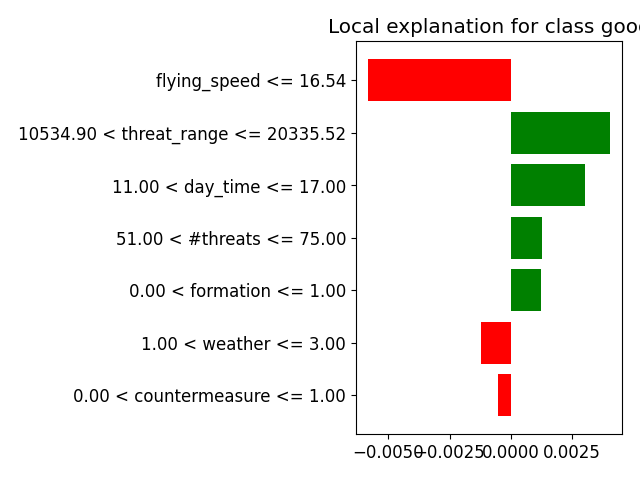 Local explanation for class goo
flying_speed <= 16.54
10534.90 < threat_range <= 20335.52
11.00 < day_time <= 17.00
51.00 < #threats <= 75.00
0.00 < formation <= 1.00
1.00 < weather <= 3.00
0.00 < countermeasure <= 1.00
−0.0050 −0.0025 0.0000 0.0025